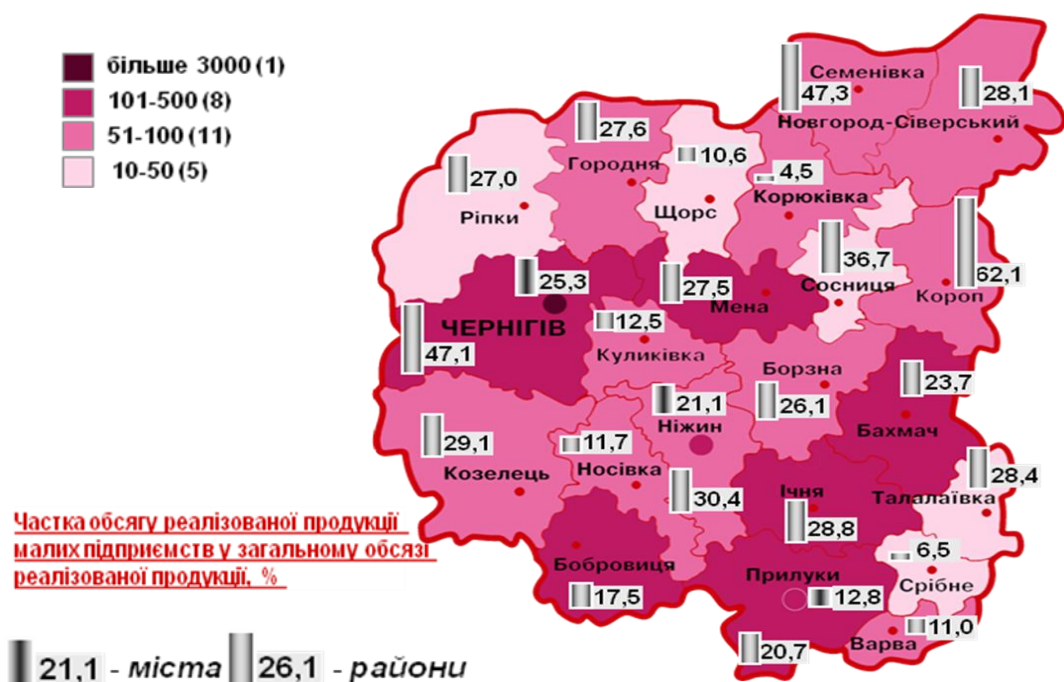 більше 3000 (1)
101-500 (8)
51-100 (11)
10-50 (5)
Семенівка
47,3
28,1
Новгород-Сіверський
27,6
Городня
10,6
4,5
27,0
Ріпки
Щорс
Корюківка
36,7
Сосниця
62,1
Короп
25,3
27,5
Мена
ЧЕРНІГІВ
12,5
47,1
Куликівка
Борзна
23,7
21,1
26,1
Ніжин
Бахмач
29,1
11,7
Козелець
Носівка
28,4
30,4
Ічня
Талалаївка
28,8
Частка обсягу реалізованої продукції
малих підприємств у загальному обсязі
реалізованої продукції, %
6,5
Бобровиця
Прилуки
Срібне
17,5
12,8
11,0
Варва
20,7
21,1 - міста 26,1 - райони